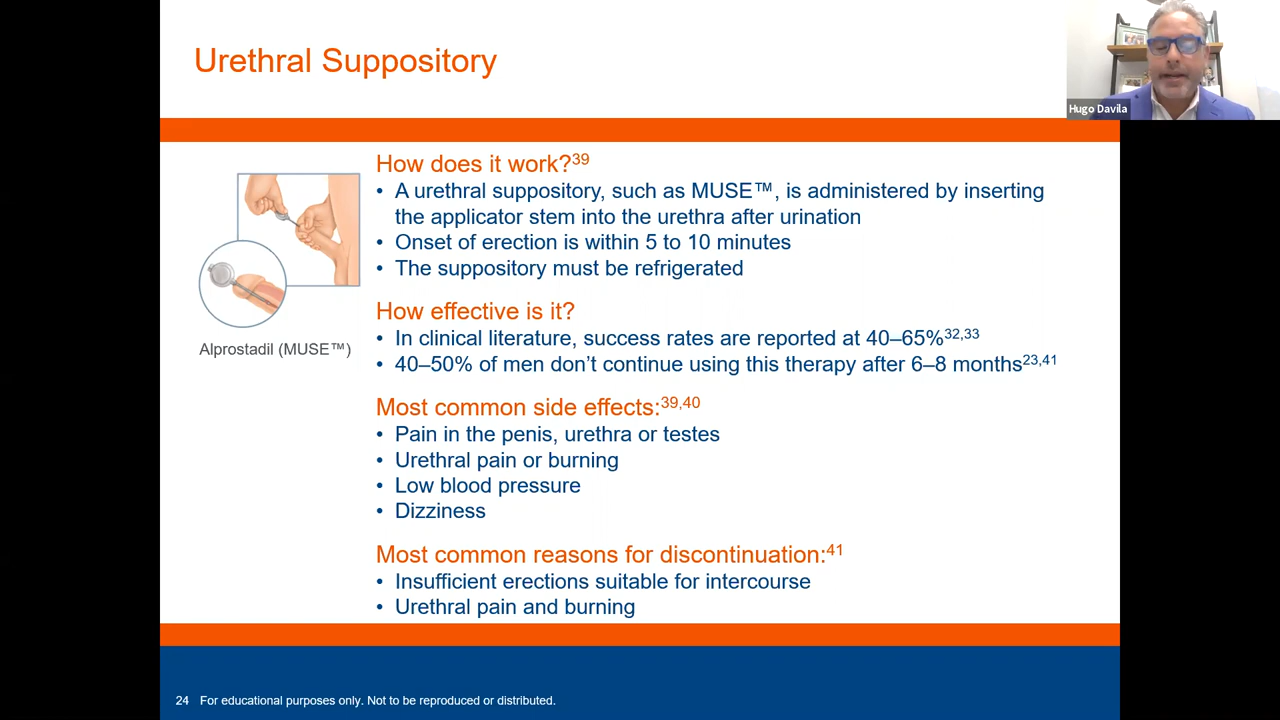 Urethral Suppository
Hugo Davila
How does it work?39
• A urethral suppository, such as MUSE™, is administered by inserting
the applicator stem into the urethra after urination
• Onset of erection is within 5 to 10 minutes
• The suppository must be refrigerated
Alprostadil (MUSE™)
How effective is it?
• In clinical literature, success rates are reported at 40–65%32,33
• 40–50% of men don’t continue using this therapy after 6–8 months23,41
Most common side effects:39,40
• Pain in the penis, urethra or testes
• Urethral pain or burning
• Low blood pressure
• Dizziness
Most common reasons for discontinuation:41
• Insufficient erections suitable for intercourse
• Urethral pain and burning
24 For educational purposes only. Not to be reproduced or distributed.